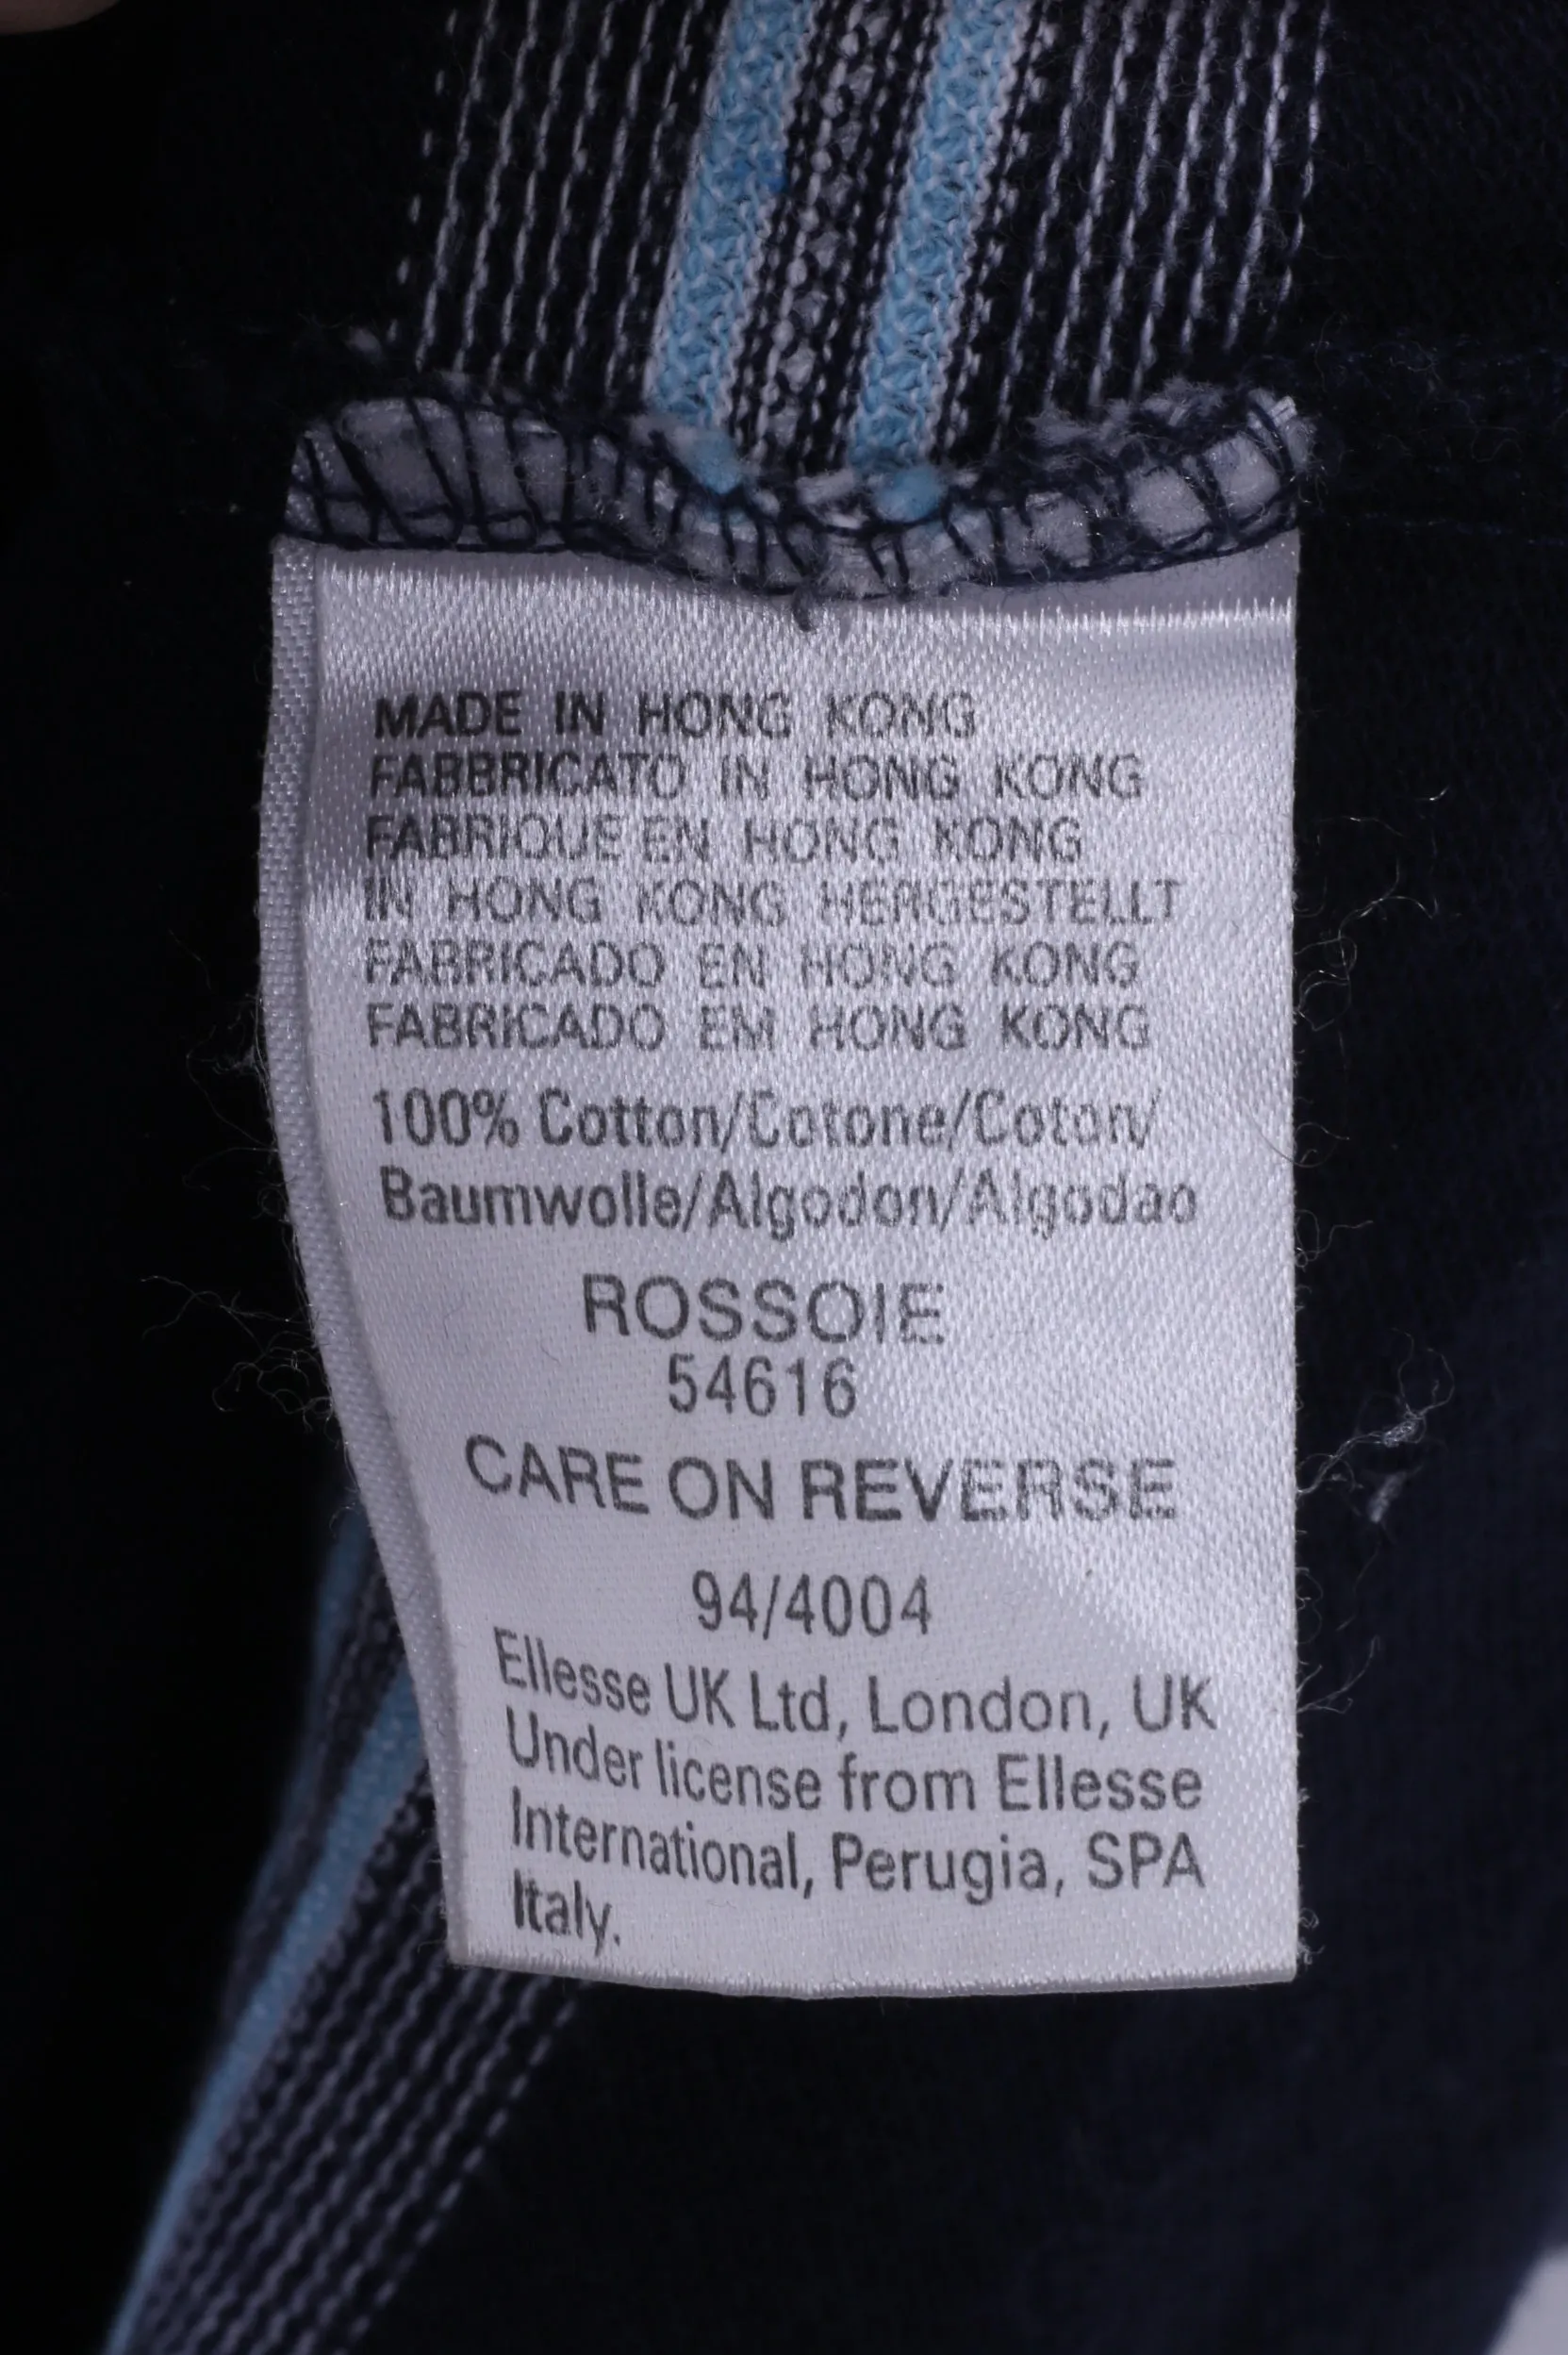 MADE IN HONG KONG
FABBRICATO IN HONG KONG
FABRIQUE EN HONG KONG
IN HONG KONG HERGESTELLT
FABRICADO EN HONG KONG
FABRICADO EM HONG KONG
100% Cotton/Cotone/Coton/
Baumwolle/Algodon/Algodao
ROSSOIE
54616
CARE ON REVERSE
94/4004
Ellesse UK Ltd, London, UK
Under license from Ellesse
International, Perugia, SPA
Italy.